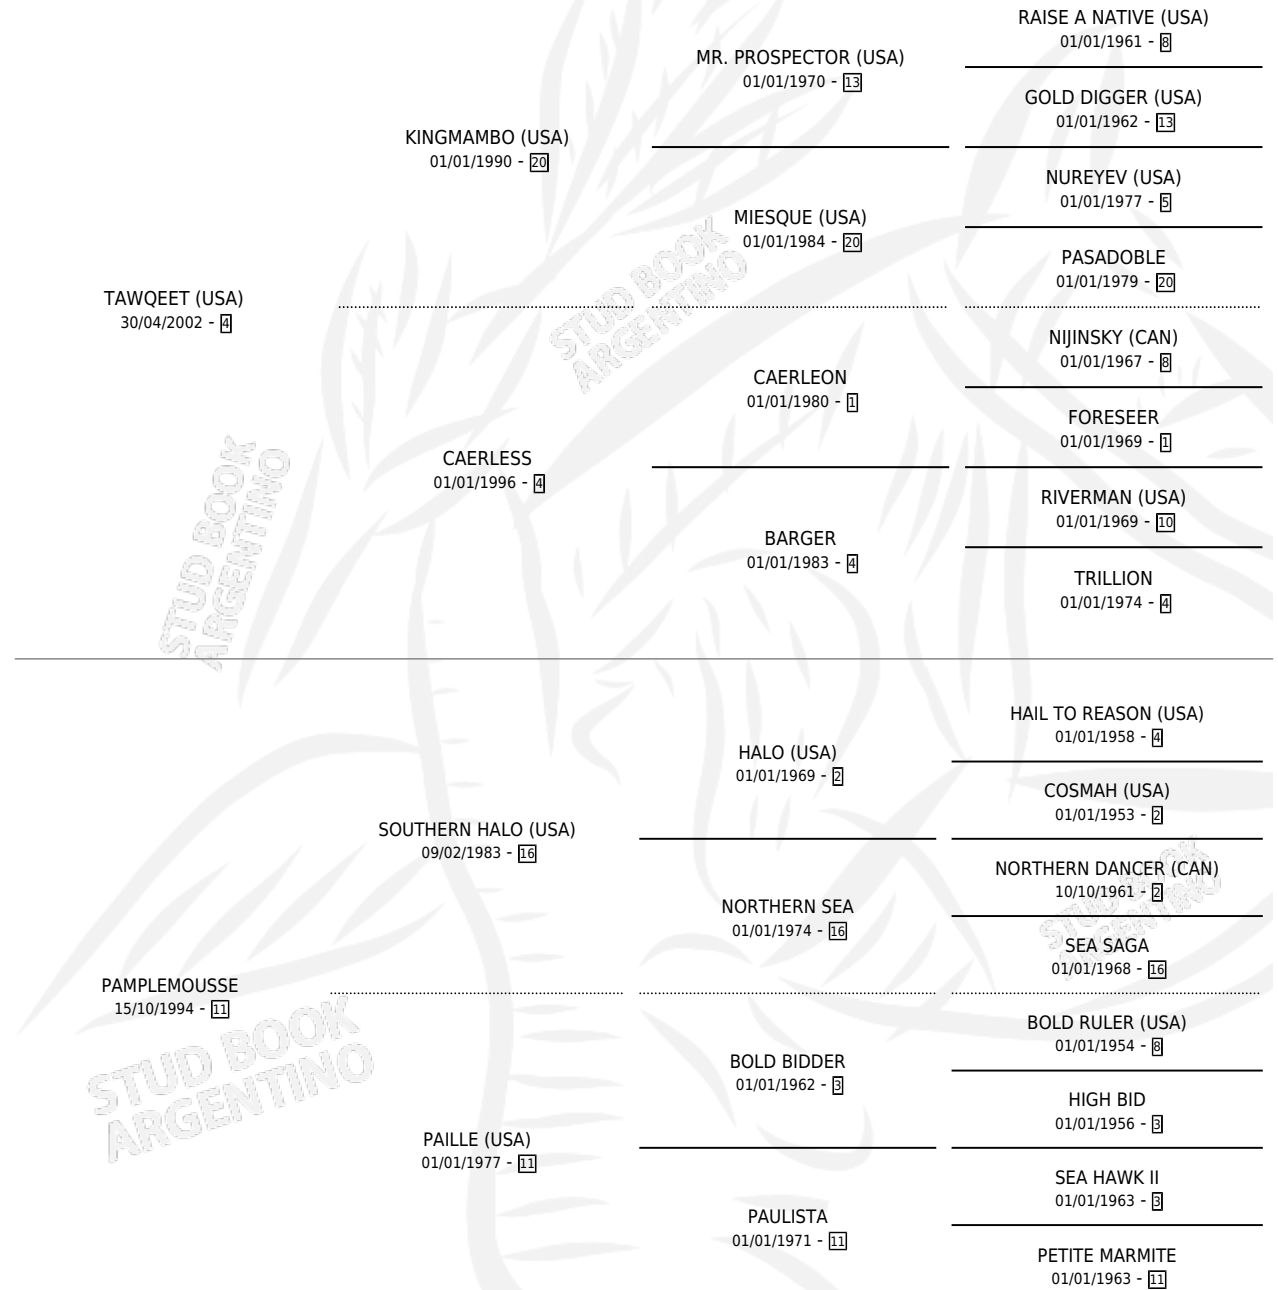 RAISE A NATIVE (USA)
01/01/1961 - 8
MR. PROSPECTOR (USA)
01/01/1970 - 13
GOLD DIGGER (USA)
01/01/1962 - 13
KINGMAMBO (USA)
01/01/1990 - 20
NUREYEV (USA)
01/01/1977 - 5
MIESQUE (USA)
01/01/1984 - 20
PASADOBLE
01/01/1979 - 20
TAWQEET (USA)
30/04/2002 - 4
NIJINSKY (CAN)
01/01/1967 - 8
CAERLEON
01/01/1980 - 1
FORESEER
01/01/1969 - 1
CAERLESS
01/01/1996 - 4
RIVERMAN (USA)
01/01/1969 - 10
BARGER
01/01/1983 - 4
TRILLION
01/01/1974 - 4
STUD BOOK
ARGENTINO
STUD BOOK
ARGENTINO
HAIL TO REASON (USA)
01/01/1958 - 4
HALO (USA)
01/01/1969 - 2
COSMAH (USA)
01/01/1953 - 2
SOUTHERN HALO (USA)
09/02/1983 - 16
NORTHERN DANCER (CAN)
10/10/1961 - 2
NORTHERN SEA
01/01/1974 - 16
SEA SAGA
01/01/1968 - 16
STUD BOOK
ARGENTINO
PAMPLEMOUSSE
15/10/1994 - 11
BOLD RULER (USA)
01/01/1954 - 8
BOLD BIDDER
01/01/1962 - 3
HIGH BID
01/01/1956 - 3
PAILLE (USA)
01/01/1977 - 11
SEA HAWK II
01/01/1963 - 3
PAULISTA
01/01/1971 - 11
PETITE MARMITE
01/01/1963 - 11
STUD BOOK
ARGENTINO